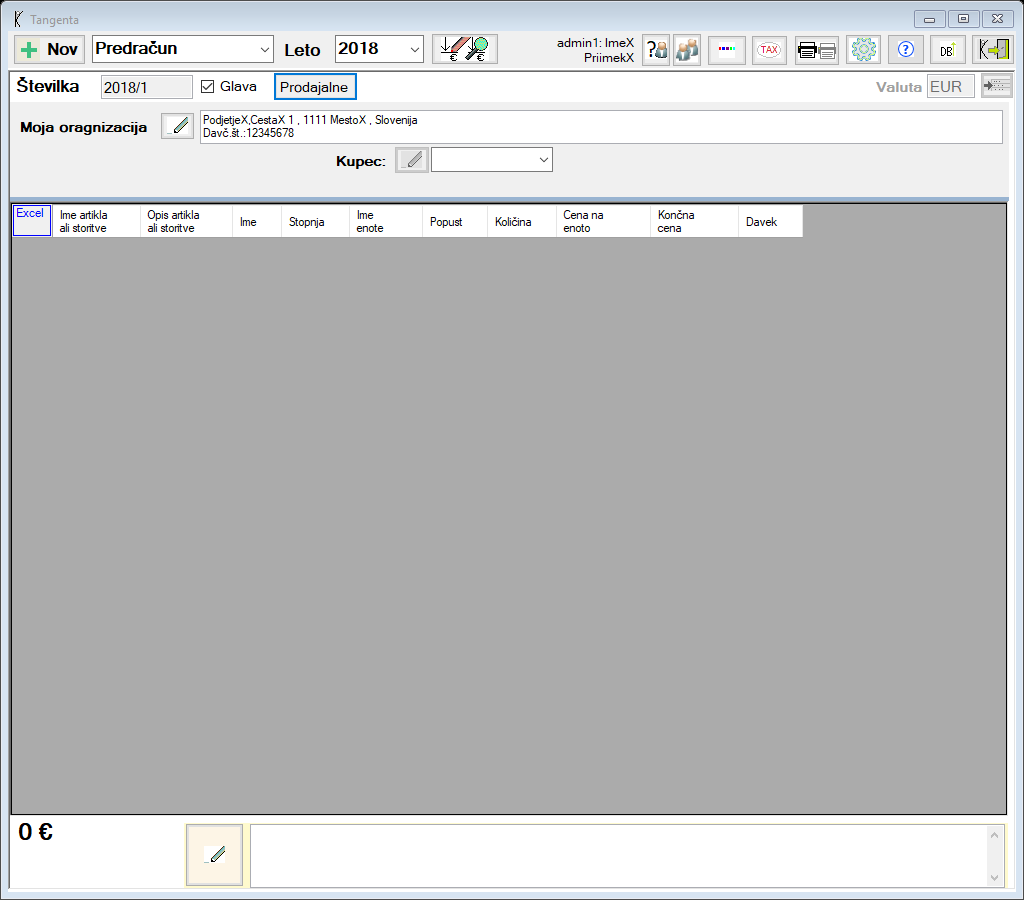 Tangenta
Nov
Predračun
Leto
2018
€ €
admin1: ImeX
PriimekX
?
TAX
?
DB
Številka
2018/1
Glava
Prodajalne
Valuta
EUR
Moja oragnizacija
PodjetjeX,CestaX 1 , 1111 MestoX , Slovenija
Davč.št.:12345678
Kupec:
Excel
Ime artikla
ali storitve
Opis artikla
ali storitve
Ime
Stopnja
Ime
enote
Popust
Količina
Cena na
enoto
Končna
cena
Davek
0 €